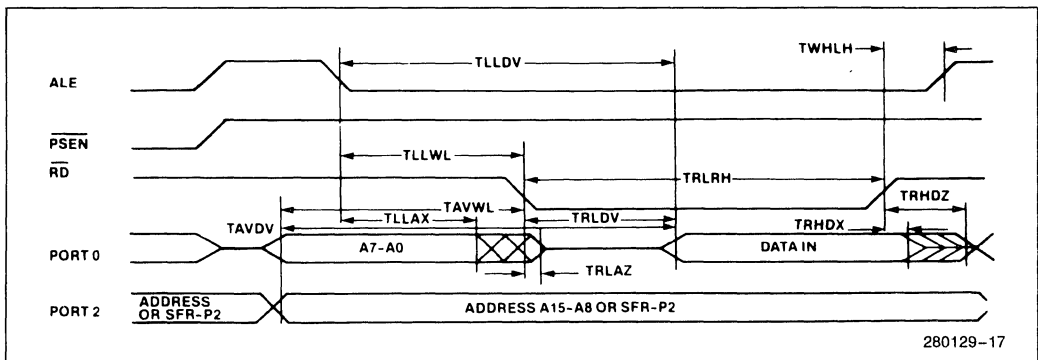 TWHLH
TLLDV
ALE
PSEN
TLLWL
RD
TRLRH
TAVWL
TRHDZ
TLLAX
TRLDV
TAVDV
TRHDX
A7-A0
DATA IN
PORT 0
TRLAZ
ADDRESS
OR SFR-P2
ADDRESS A15-A8 OR SFR-P2
PORT 2
280129-17